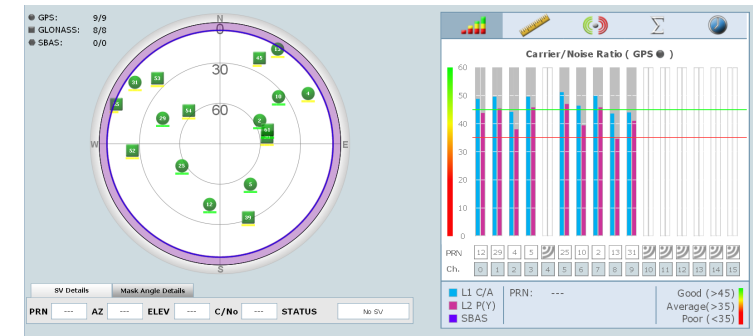 GPS: 9/9
GLONASS: 8/8
SBAS: 0/0
N
0
30
60
W
E
S
15
45
31
53
10
4
29
54
2
61
52
25
5
12
39
SV Details
Mask Angle Details
PRN --- AZ --- ELEV --- C/No --- STATUS No SV
Carrier/Noise Ratio ( GPS )
60
50
40
30
20
10
0
PRN 12 29 4 5 25 10 2 13 31
Ch. 0 1 2 3 4 5 6 7 8 9 10 11 12 13 14 15
L1 C/A
L2 P(Y)
SBAS
PRN: ---
Good (>45)
Average(>35)
Poor (<35)